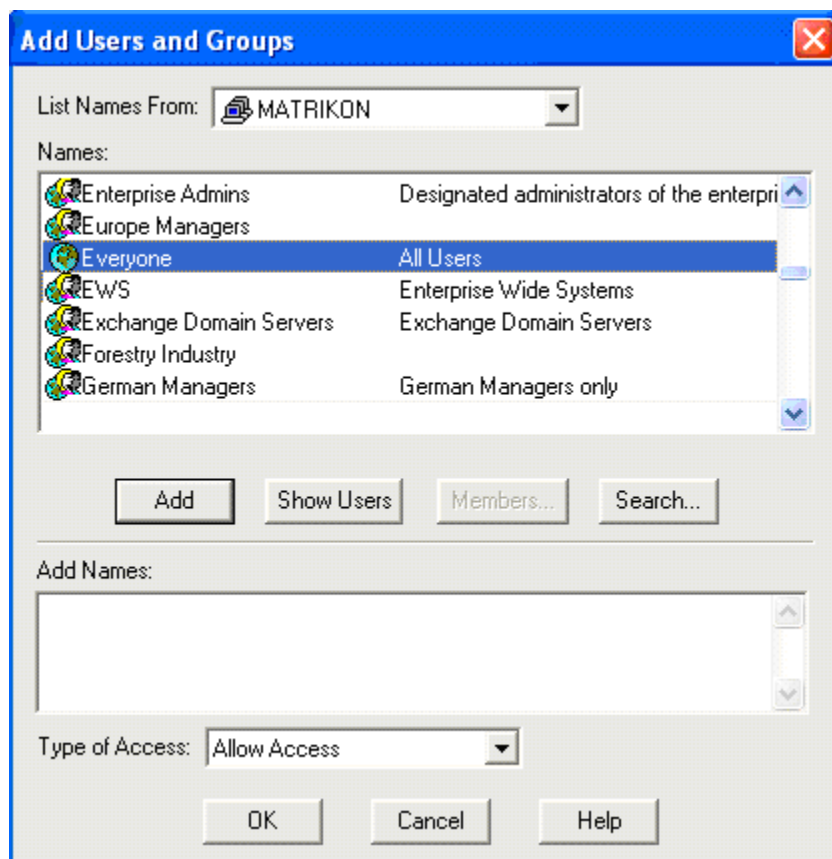 Add Users and Groups
List Names From: MATRIKON
Names:
Enterprise Admins Designated administrators of the enterpri
Europe Managers
Everyone All Users
EWS Enterprise Wide Systems
Exchange Domain Servers Exchange Domain Servers
Forestry Industry
German Managers German Managers only
Add Show Users Members... Search...
Add Names:
Type of Access: Allow Access
OK Cancel Help